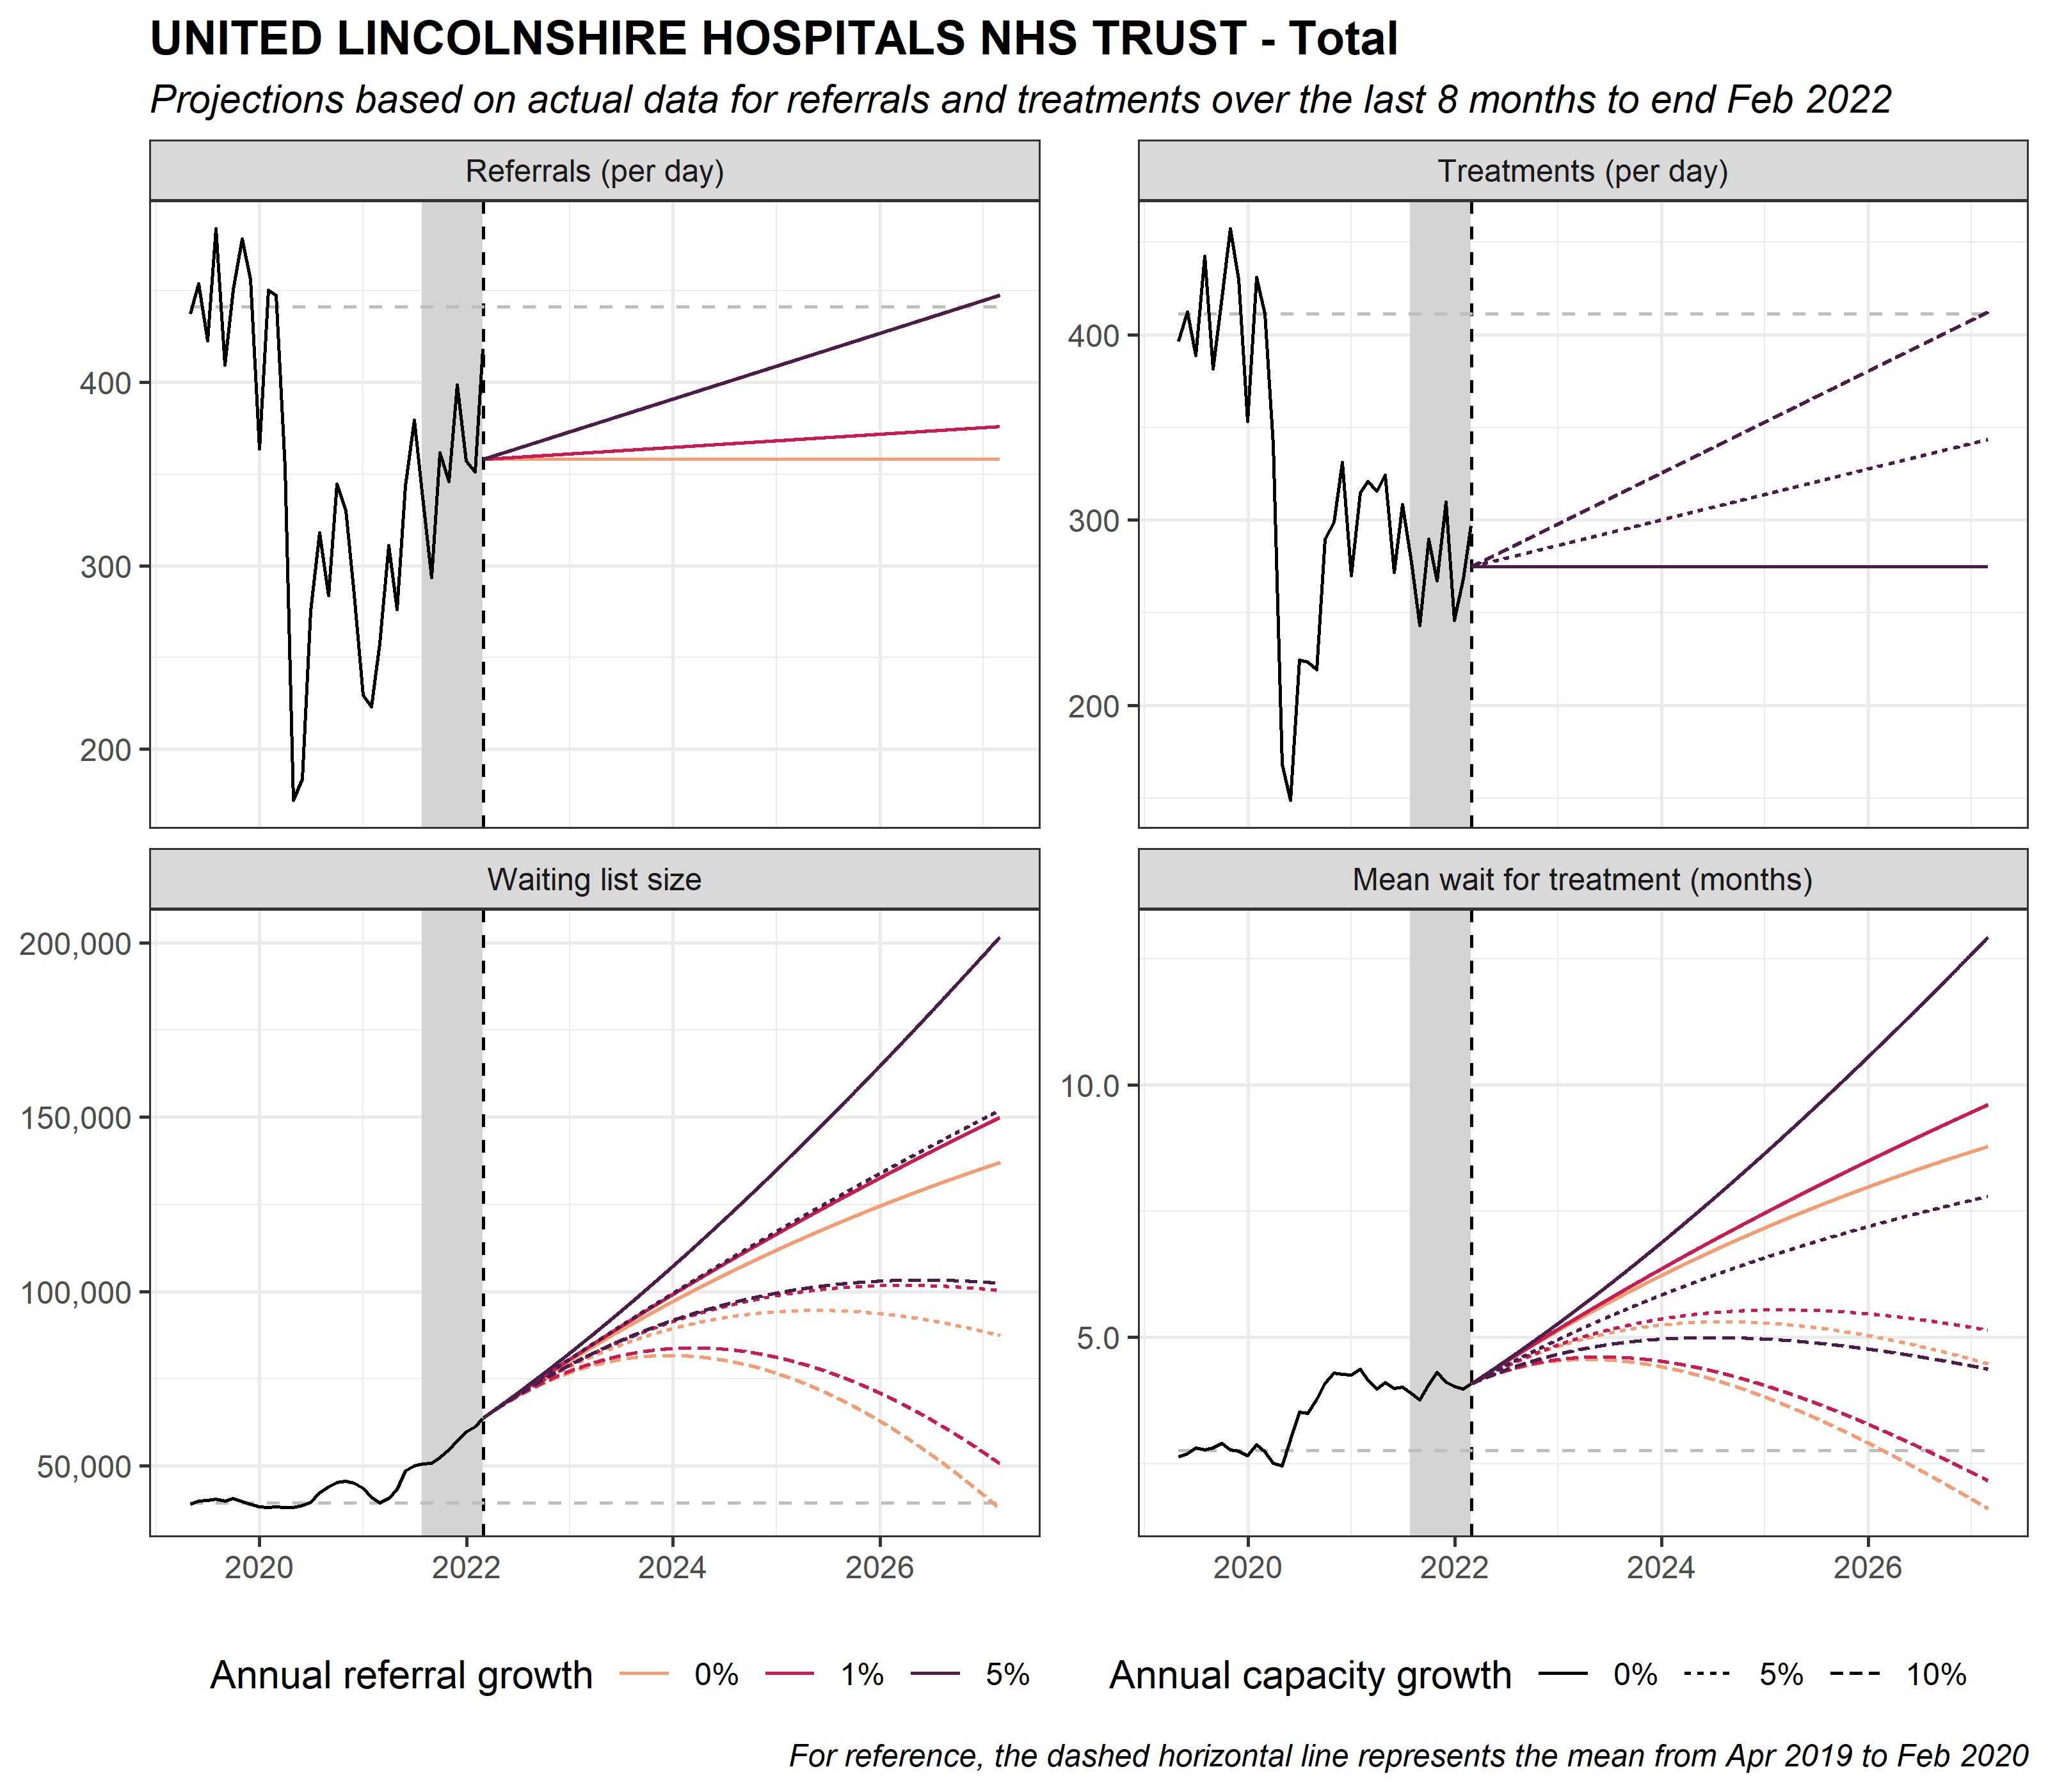 UNITED LINCOLNSHIRE HOSPITALS NHS TRUST - Total
Projections based on actual data for referrals and treatments over the last 8 months to end Feb 2022
Referrals (per day)
400
300
200
Treatments (per day)
400
300
200
Waiting list size
200,000
150,000
100,000
50,000
2020 2022 2024 2026
Mean wait for treatment (months)
10.0
5.0
2020 2022 2024 2026
Annual referral growth 0% 1% 5%
Annual capacity growth 0% 5% 10%
For reference, the dashed horizontal line represents the mean from Apr 2019 to Feb 2020